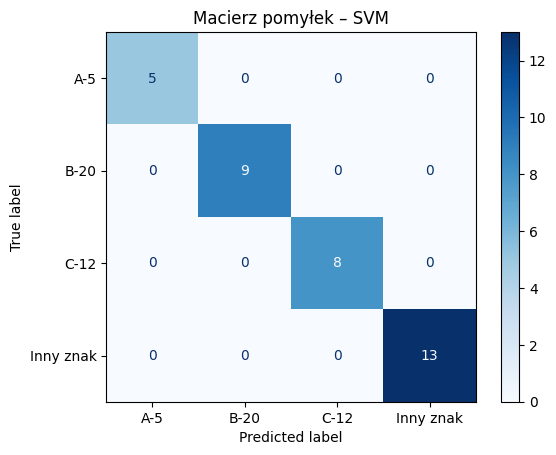 Macierz pomyłek – SVM
A-5 5 0 0 0
B-20 0 9 0 0
C-12 0 0 8 0
Inny znak 0 0 0 13
A-5 B-20 C-12 Inny znak
Predicted label
True label
12
10
8
6
4
2
0